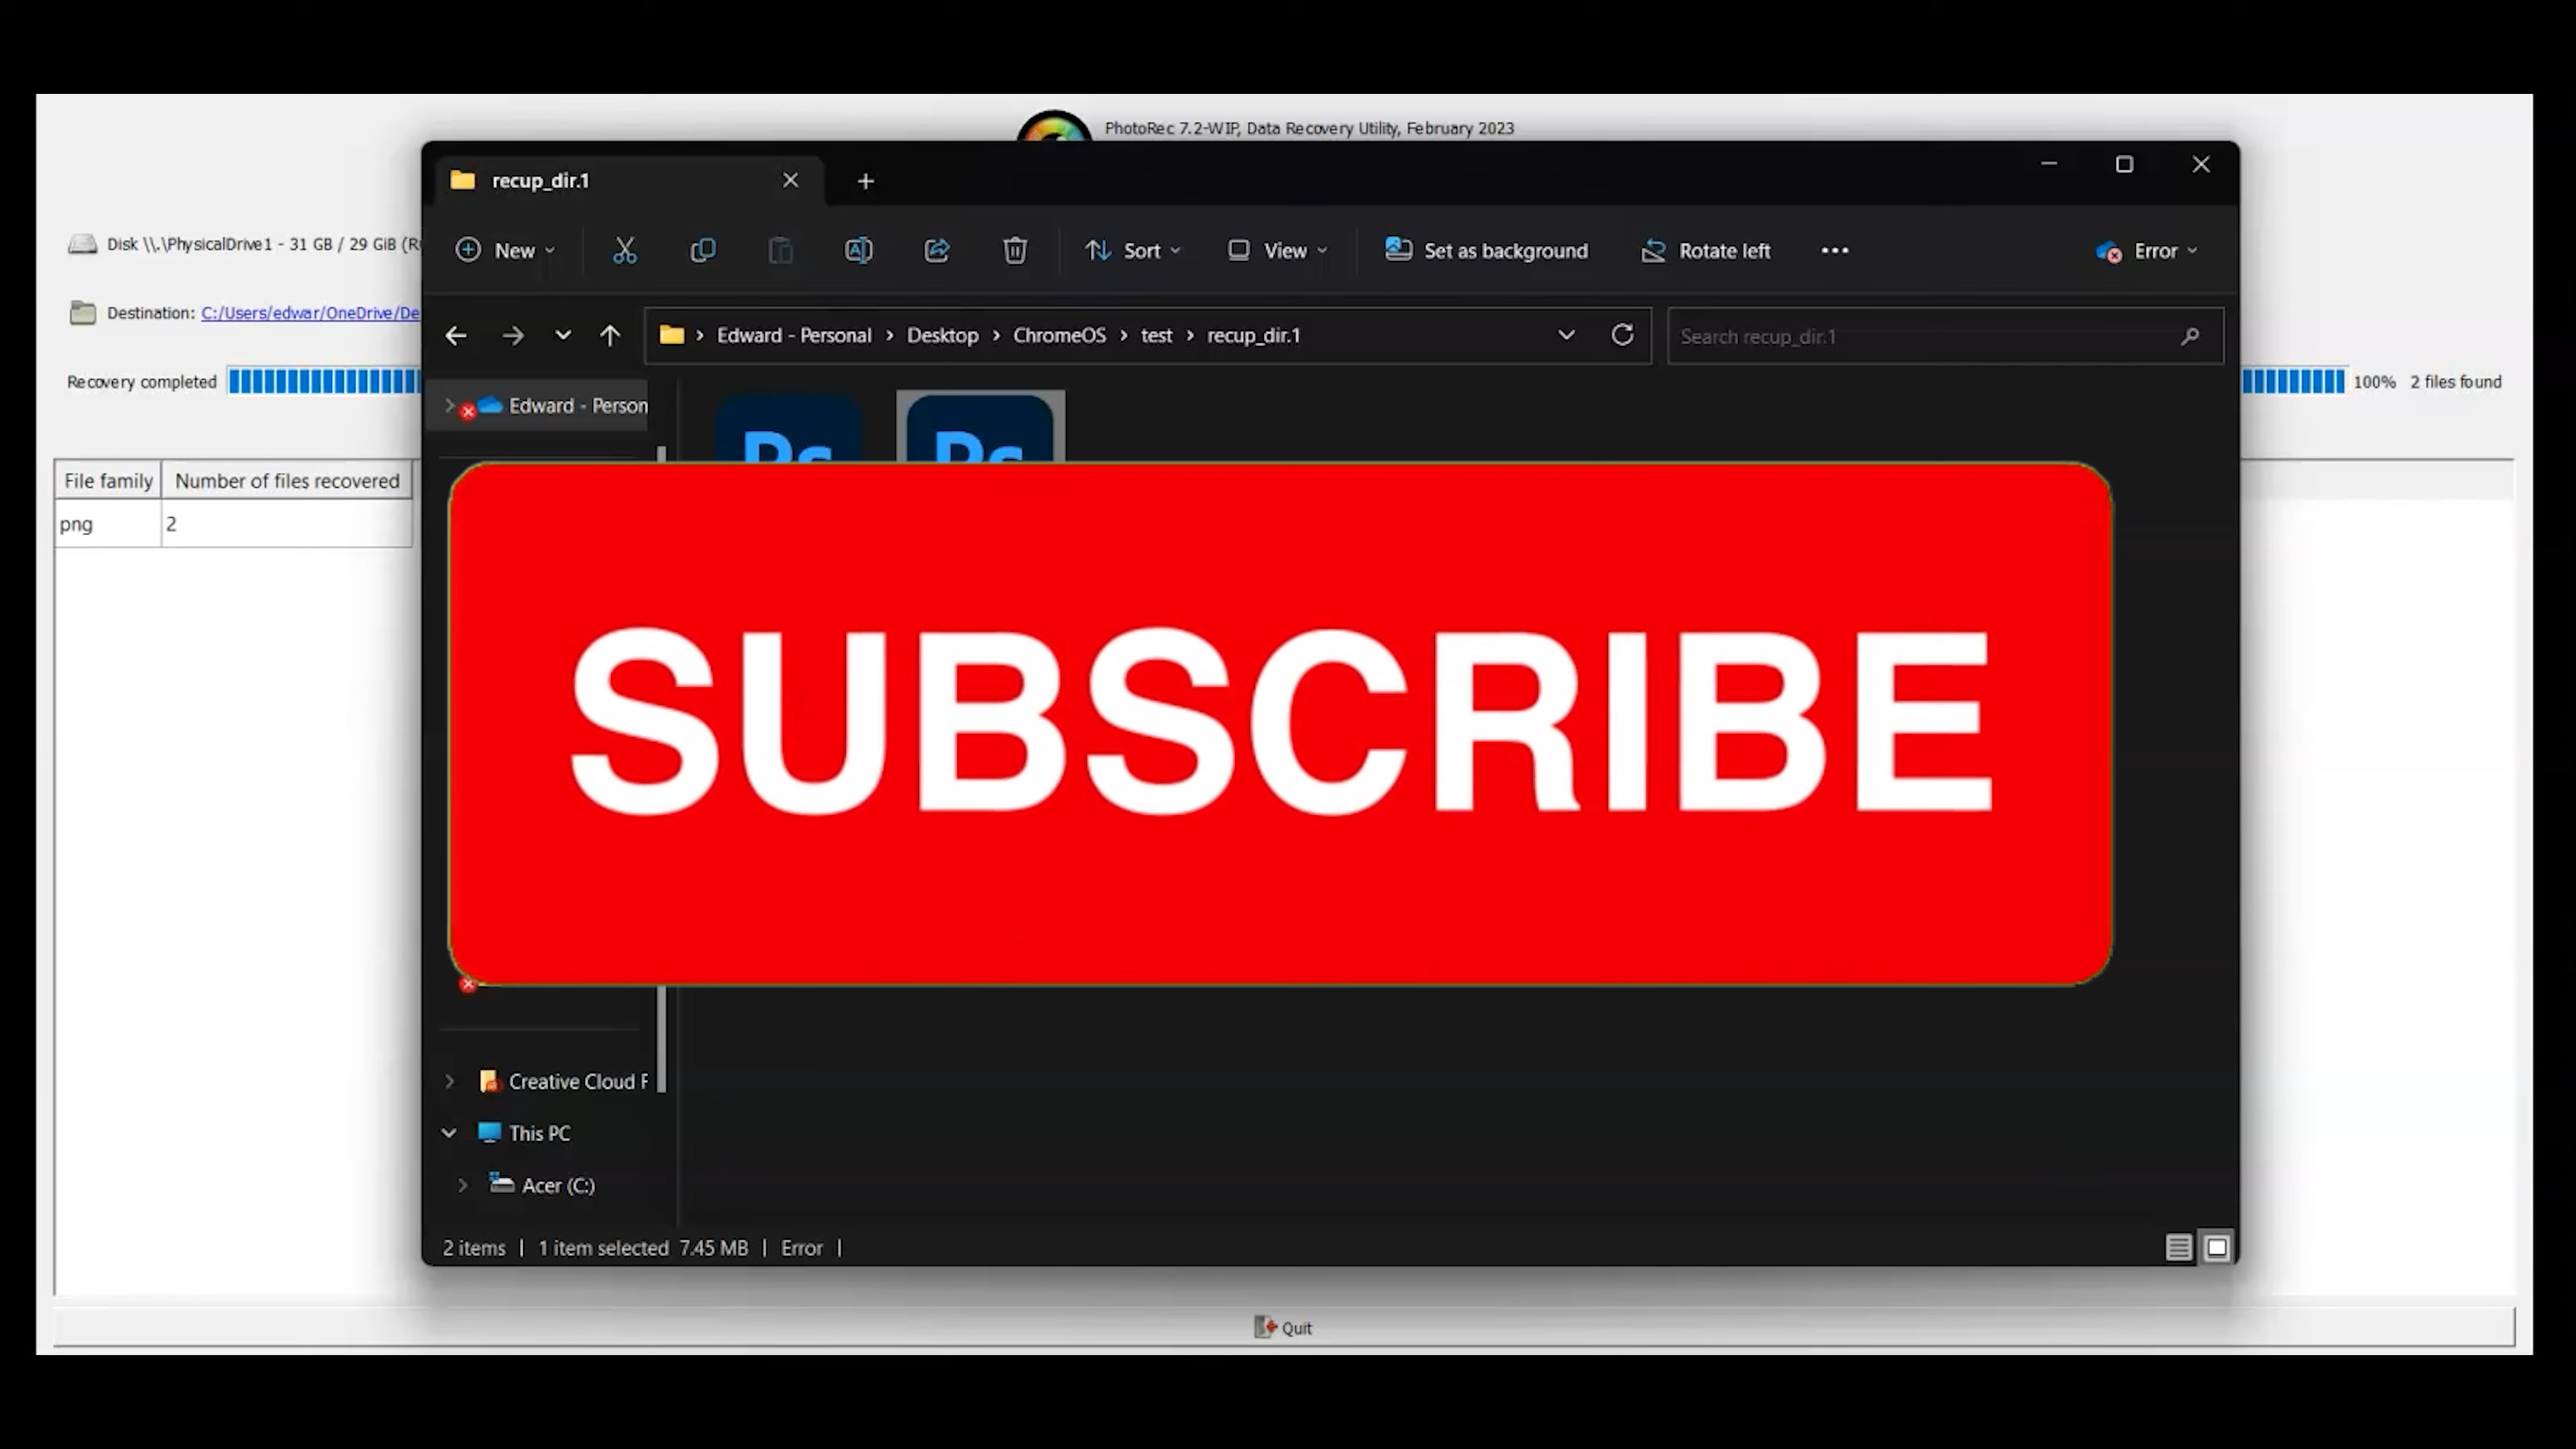 PhotoRec 7.2-WIP, Data Recovery Utility, February 2023
recup_dir.1
Disk \\.\PhysicalDrive1 - 31 GB / 29 GiB
New
Sort
View
Set as background
Rotate left
Error
Destination: C:/Users/edwar/OneDrive/De
Edward - Personal > Desktop > ChromeOS > test > recup_dir.1
Search recup_dir.1
Recovery completed
100% 2 files found
Edward - Person
Ps
Ps
File family Number of files recovered
png 2
SUBSCRIBE
Creative Cloud F
This PC
Acer (C:)
2 items | 1 item selected 7.45 MB | Error |
Quit